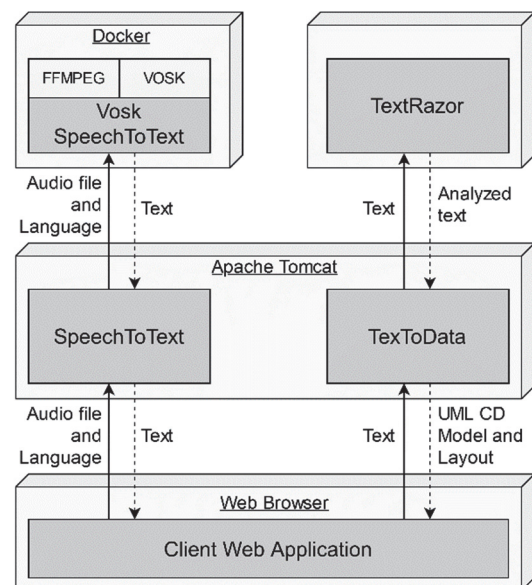 Docker
FFMPEG
VOSK
Vosk
SpeechToText
TextRazor
Audio file
and
Language
Text
Text
Analyzed
text
Apache Tomcat
SpeechToText
TexToData
Audio file
and
Language
Text
Text
UML CD
Model and
Layout
Web Browser
Client Web Application